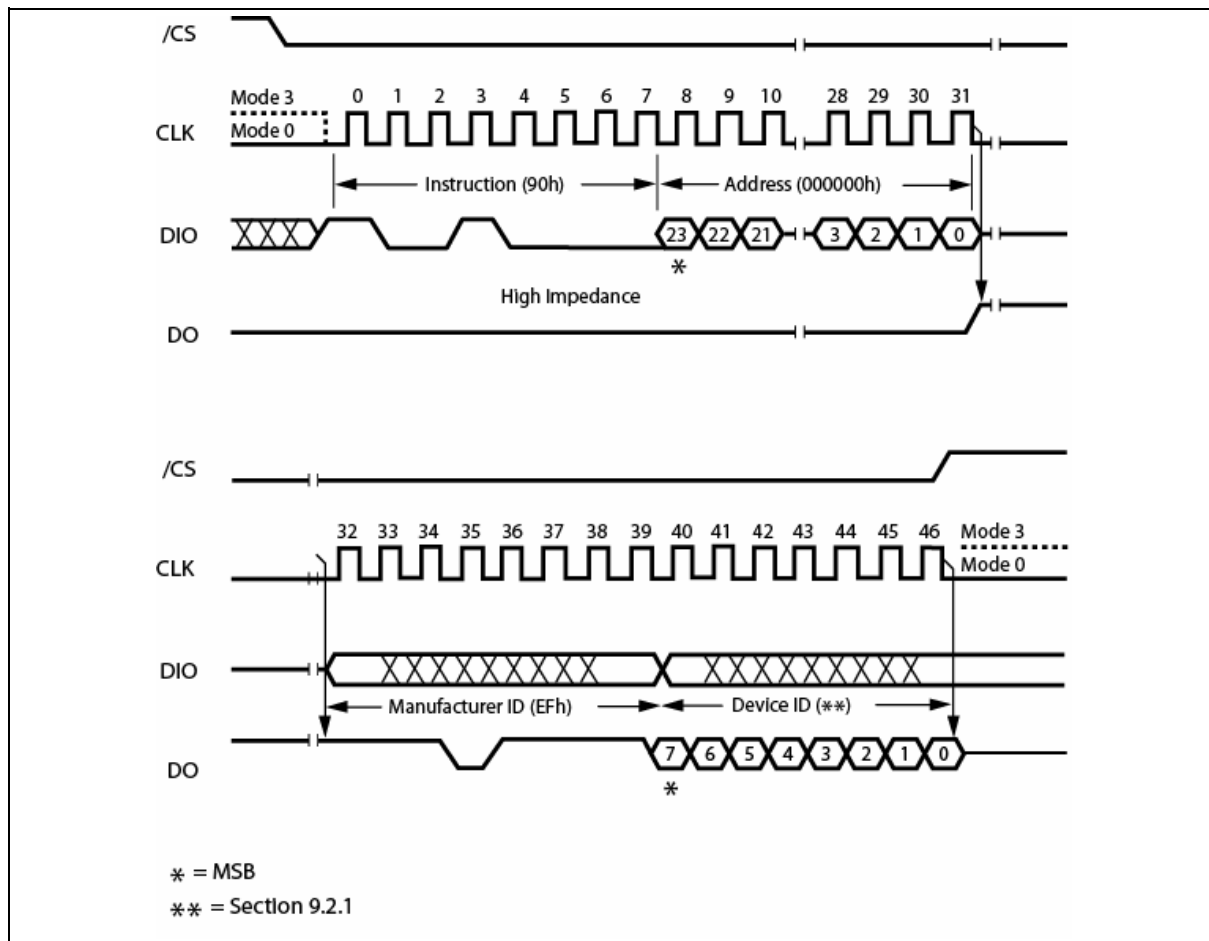 /CS
Mode 3
0 1 2 3 4 5 6 7 8 9 10 28 29 30 31
CLK
Mode 0
Instruction (90h)
Address (000000h)
DIO
23 22 21 3 2 1 0
*
High Impedance
DO
/CS
32 33 34 35 36 37 38 39 40 41 42 43 44 45 46
Mode 3
CLK
Mode 0
DIO
Manufacturer ID (EFh)
Device ID (**)
DO
7 6 5 4 3 2 1 0
*
* = MSB
** = Section 9.2.1